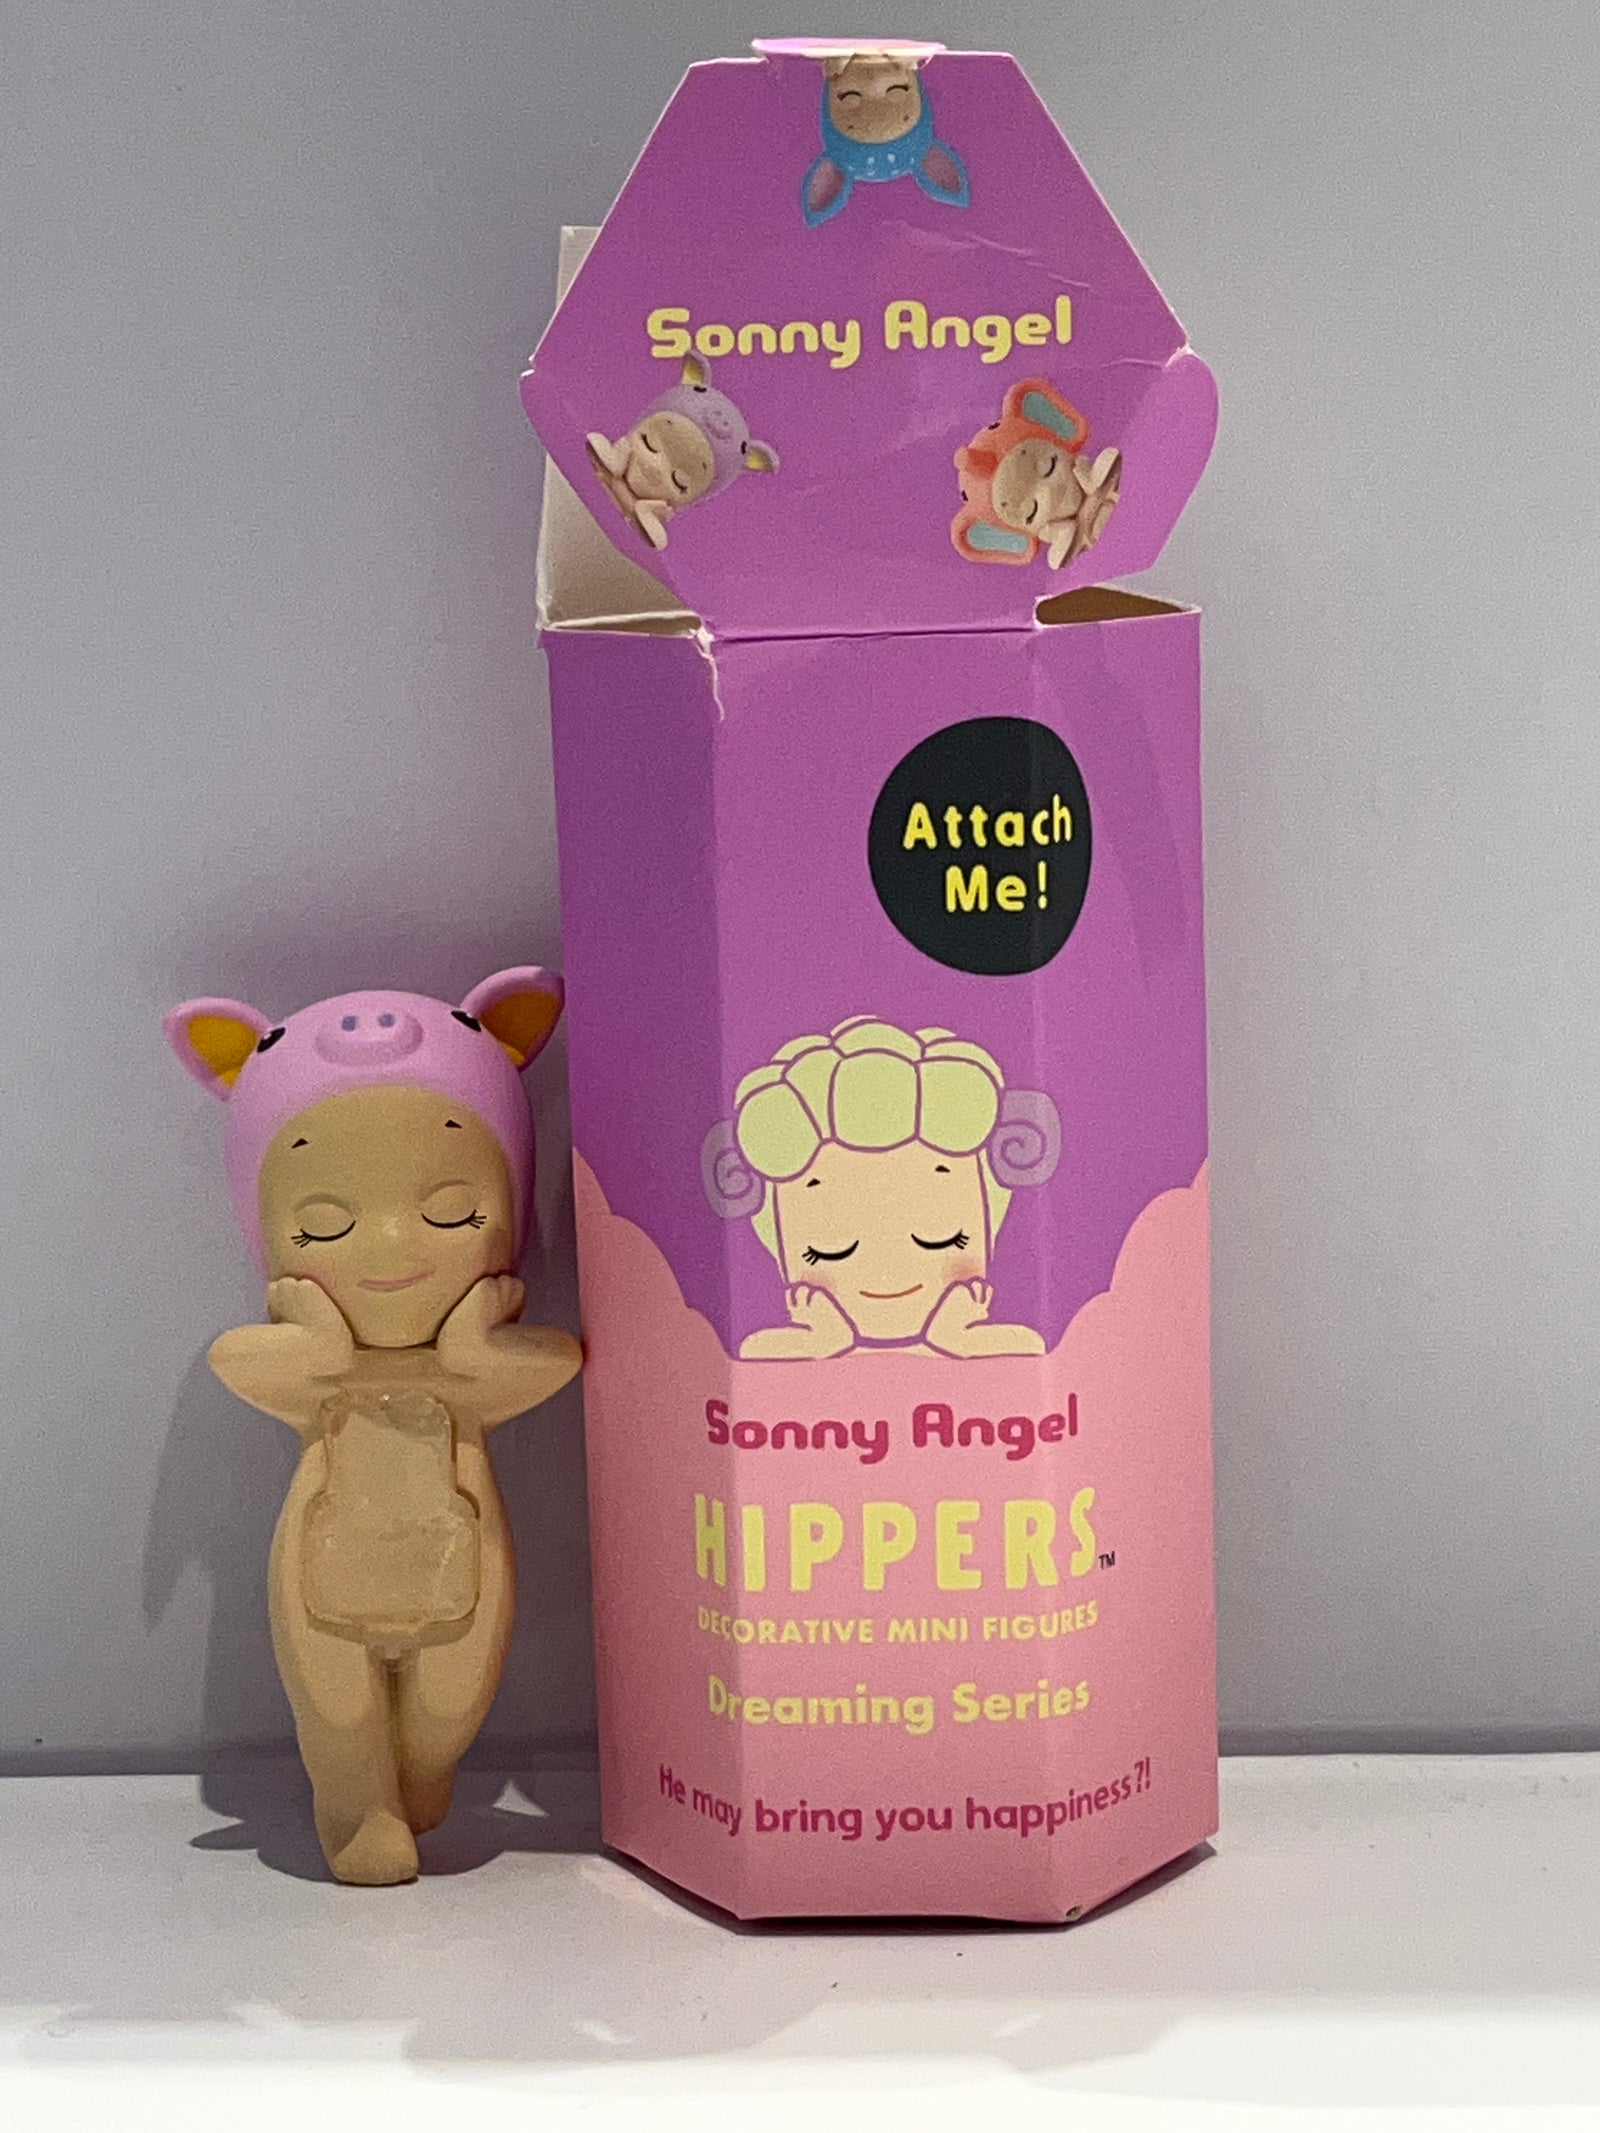 Sonny Angel
Attach
Me!
Sonny Angel
HIPPERS™
DECORATIVE MINI FIGURES
Dreaming Series
He may bring you happiness?!